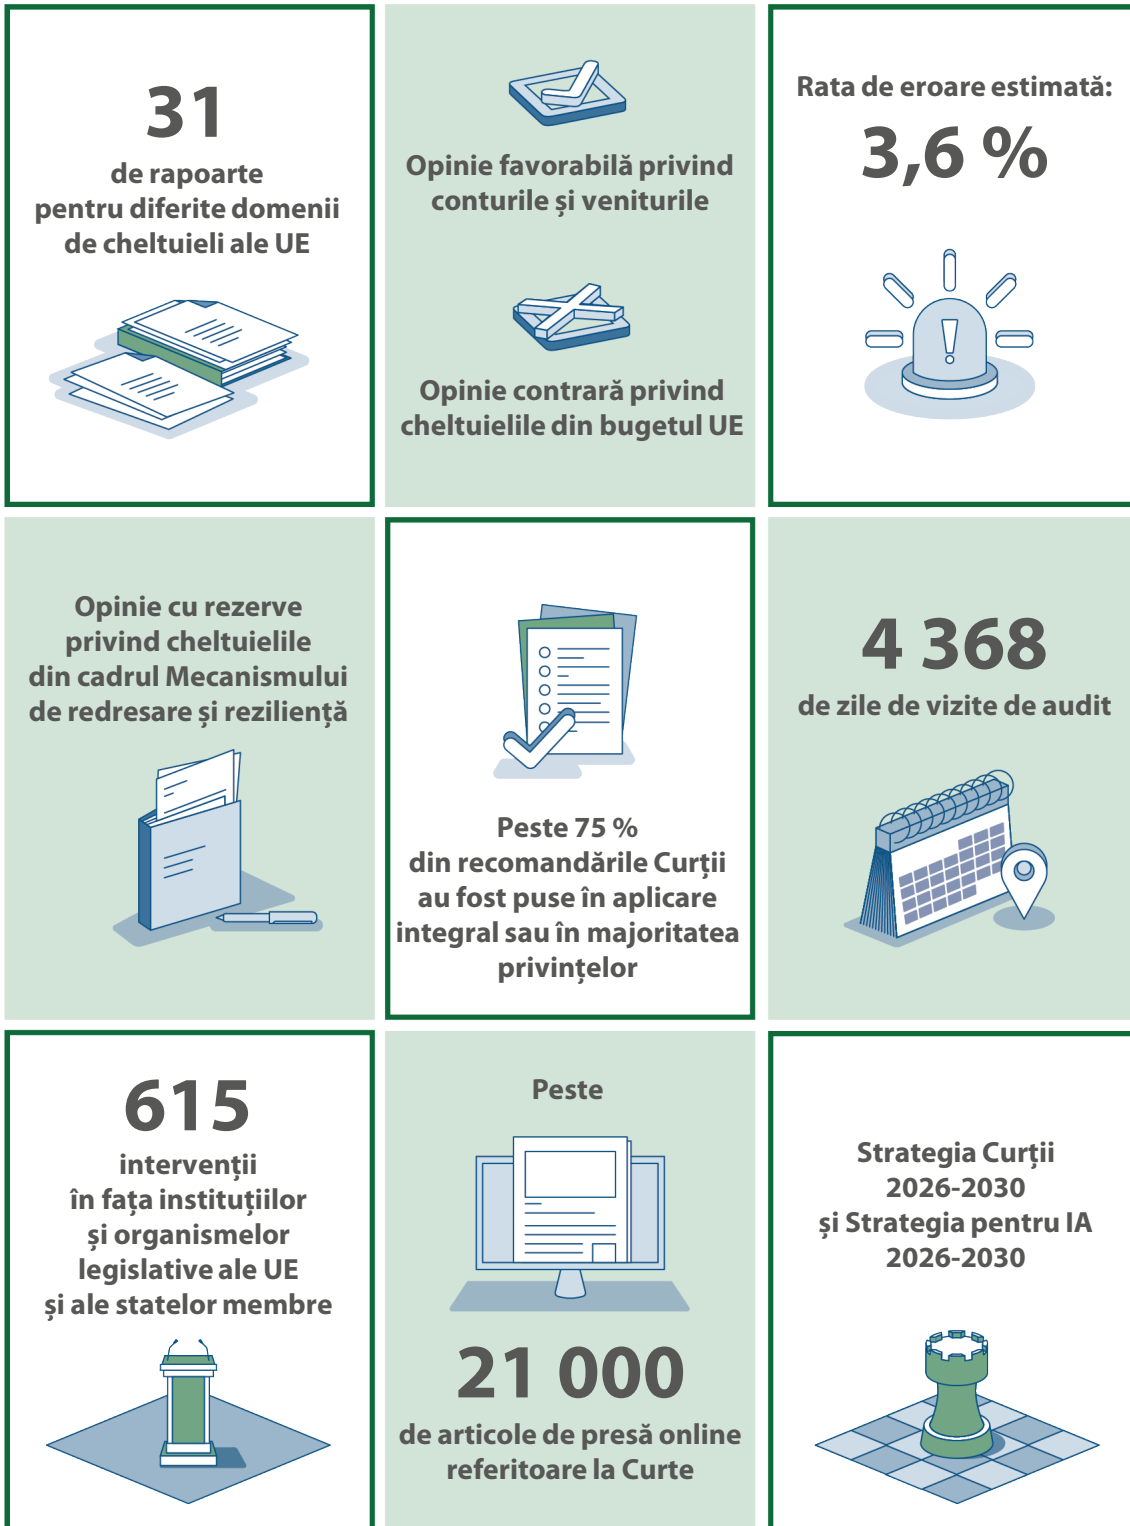 31
de rapoarte
pentru diferite domenii
de cheltuieli ale UE
Opinie favorabilă privind
conturile și veniturile
Opinie contrară privind
cheltuielile din bugetul UE
Rata de eroare estimată:
3,6 %
Opinie cu rezerve
privind cheltuielile
din cadrul Mecanismului
de redresare și reziliență
Peste 75 %
din recomandările Curții
au fost puse în aplicare
integral sau în majoritatea
privințelor
4 368
de zile de vizite de audit
615
intervenții
în fața instituțiilor
și organismelor
legislative ale UE
și ale statelor membre
Peste
21 000
de articole de presă online
referitoare la Curte
Strategia Curții
2026-2030
și Strategia pentru IA
2026-2030